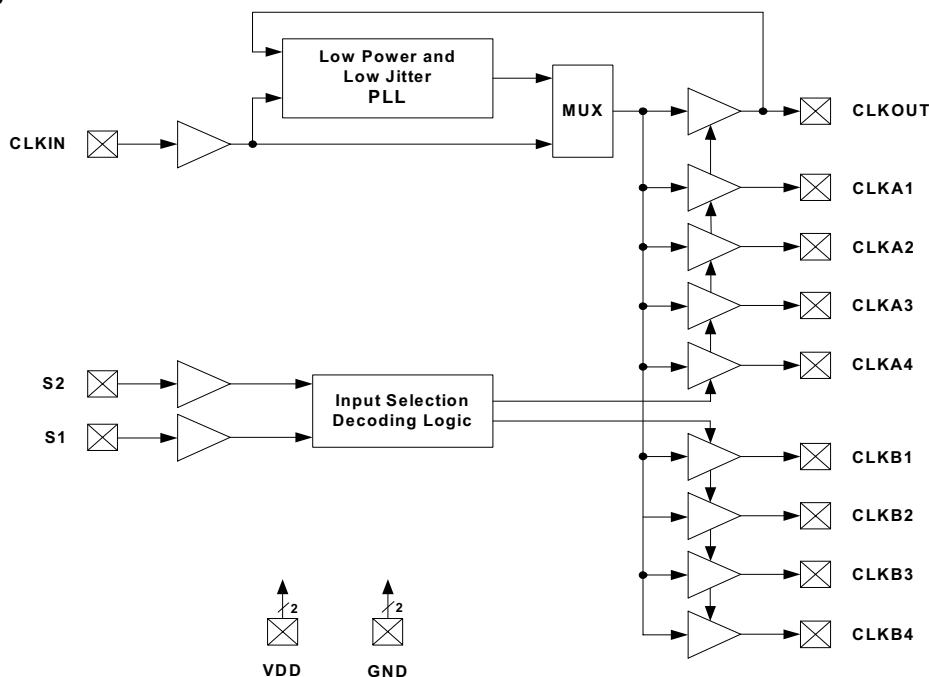 Low Power and
Low Jitter
PLL
MUX
CLKOUT
CLKIN
CLKA1
CLKA2
CLKA3
CLKA4
S2
Input Selection
Decoding Logic
S1
CLKB1
CLKB2
CLKB3
CLKB4
2
2
VDD
GND